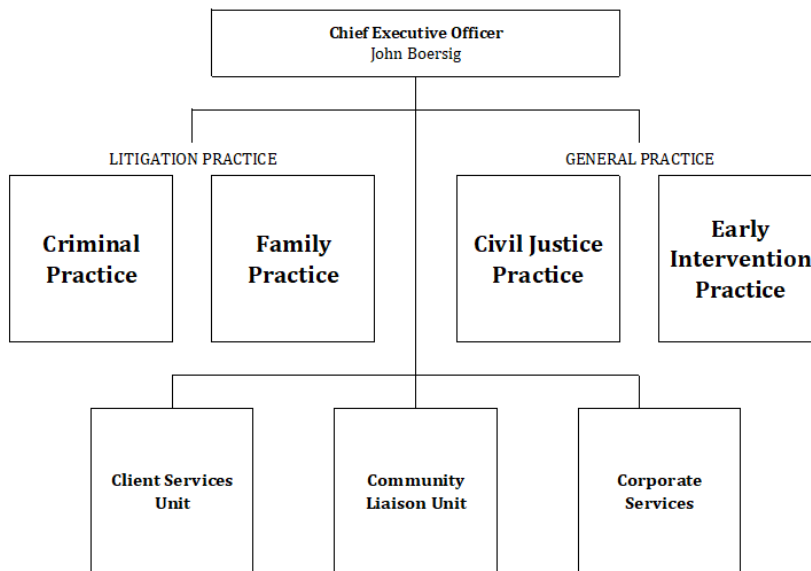 Chief Executive Officer
John Boersig
LITIGATION PRACTICE
GENERAL PRACTICE
Criminal
Practice
Family
Practice
Civil Justice
Practice
Early
Intervention
Practice
Client Services
Unit
Community
Liaison Unit
Corporate
Services